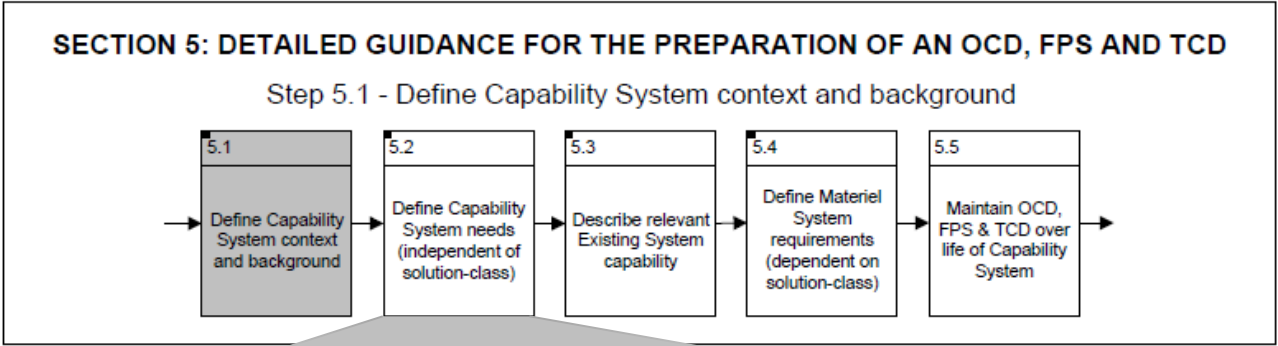 SECTION 5: DETAILED GUIDANCE FOR THE PREPARATION OF AN OCD, FPS AND TCD
Step 5.1 - Define Capability System context and background
5.1
Define Capability
System context
and background
5.2
Define Capability
System needs
(independent of
solution-class)
5.3
Describe relevant
Existing System
capability
5.4
Define Materiel
System
requirements
(dependent on
solution-class)
5.5
Maintain OCD,
FPS & TCD over
life of Capability
System